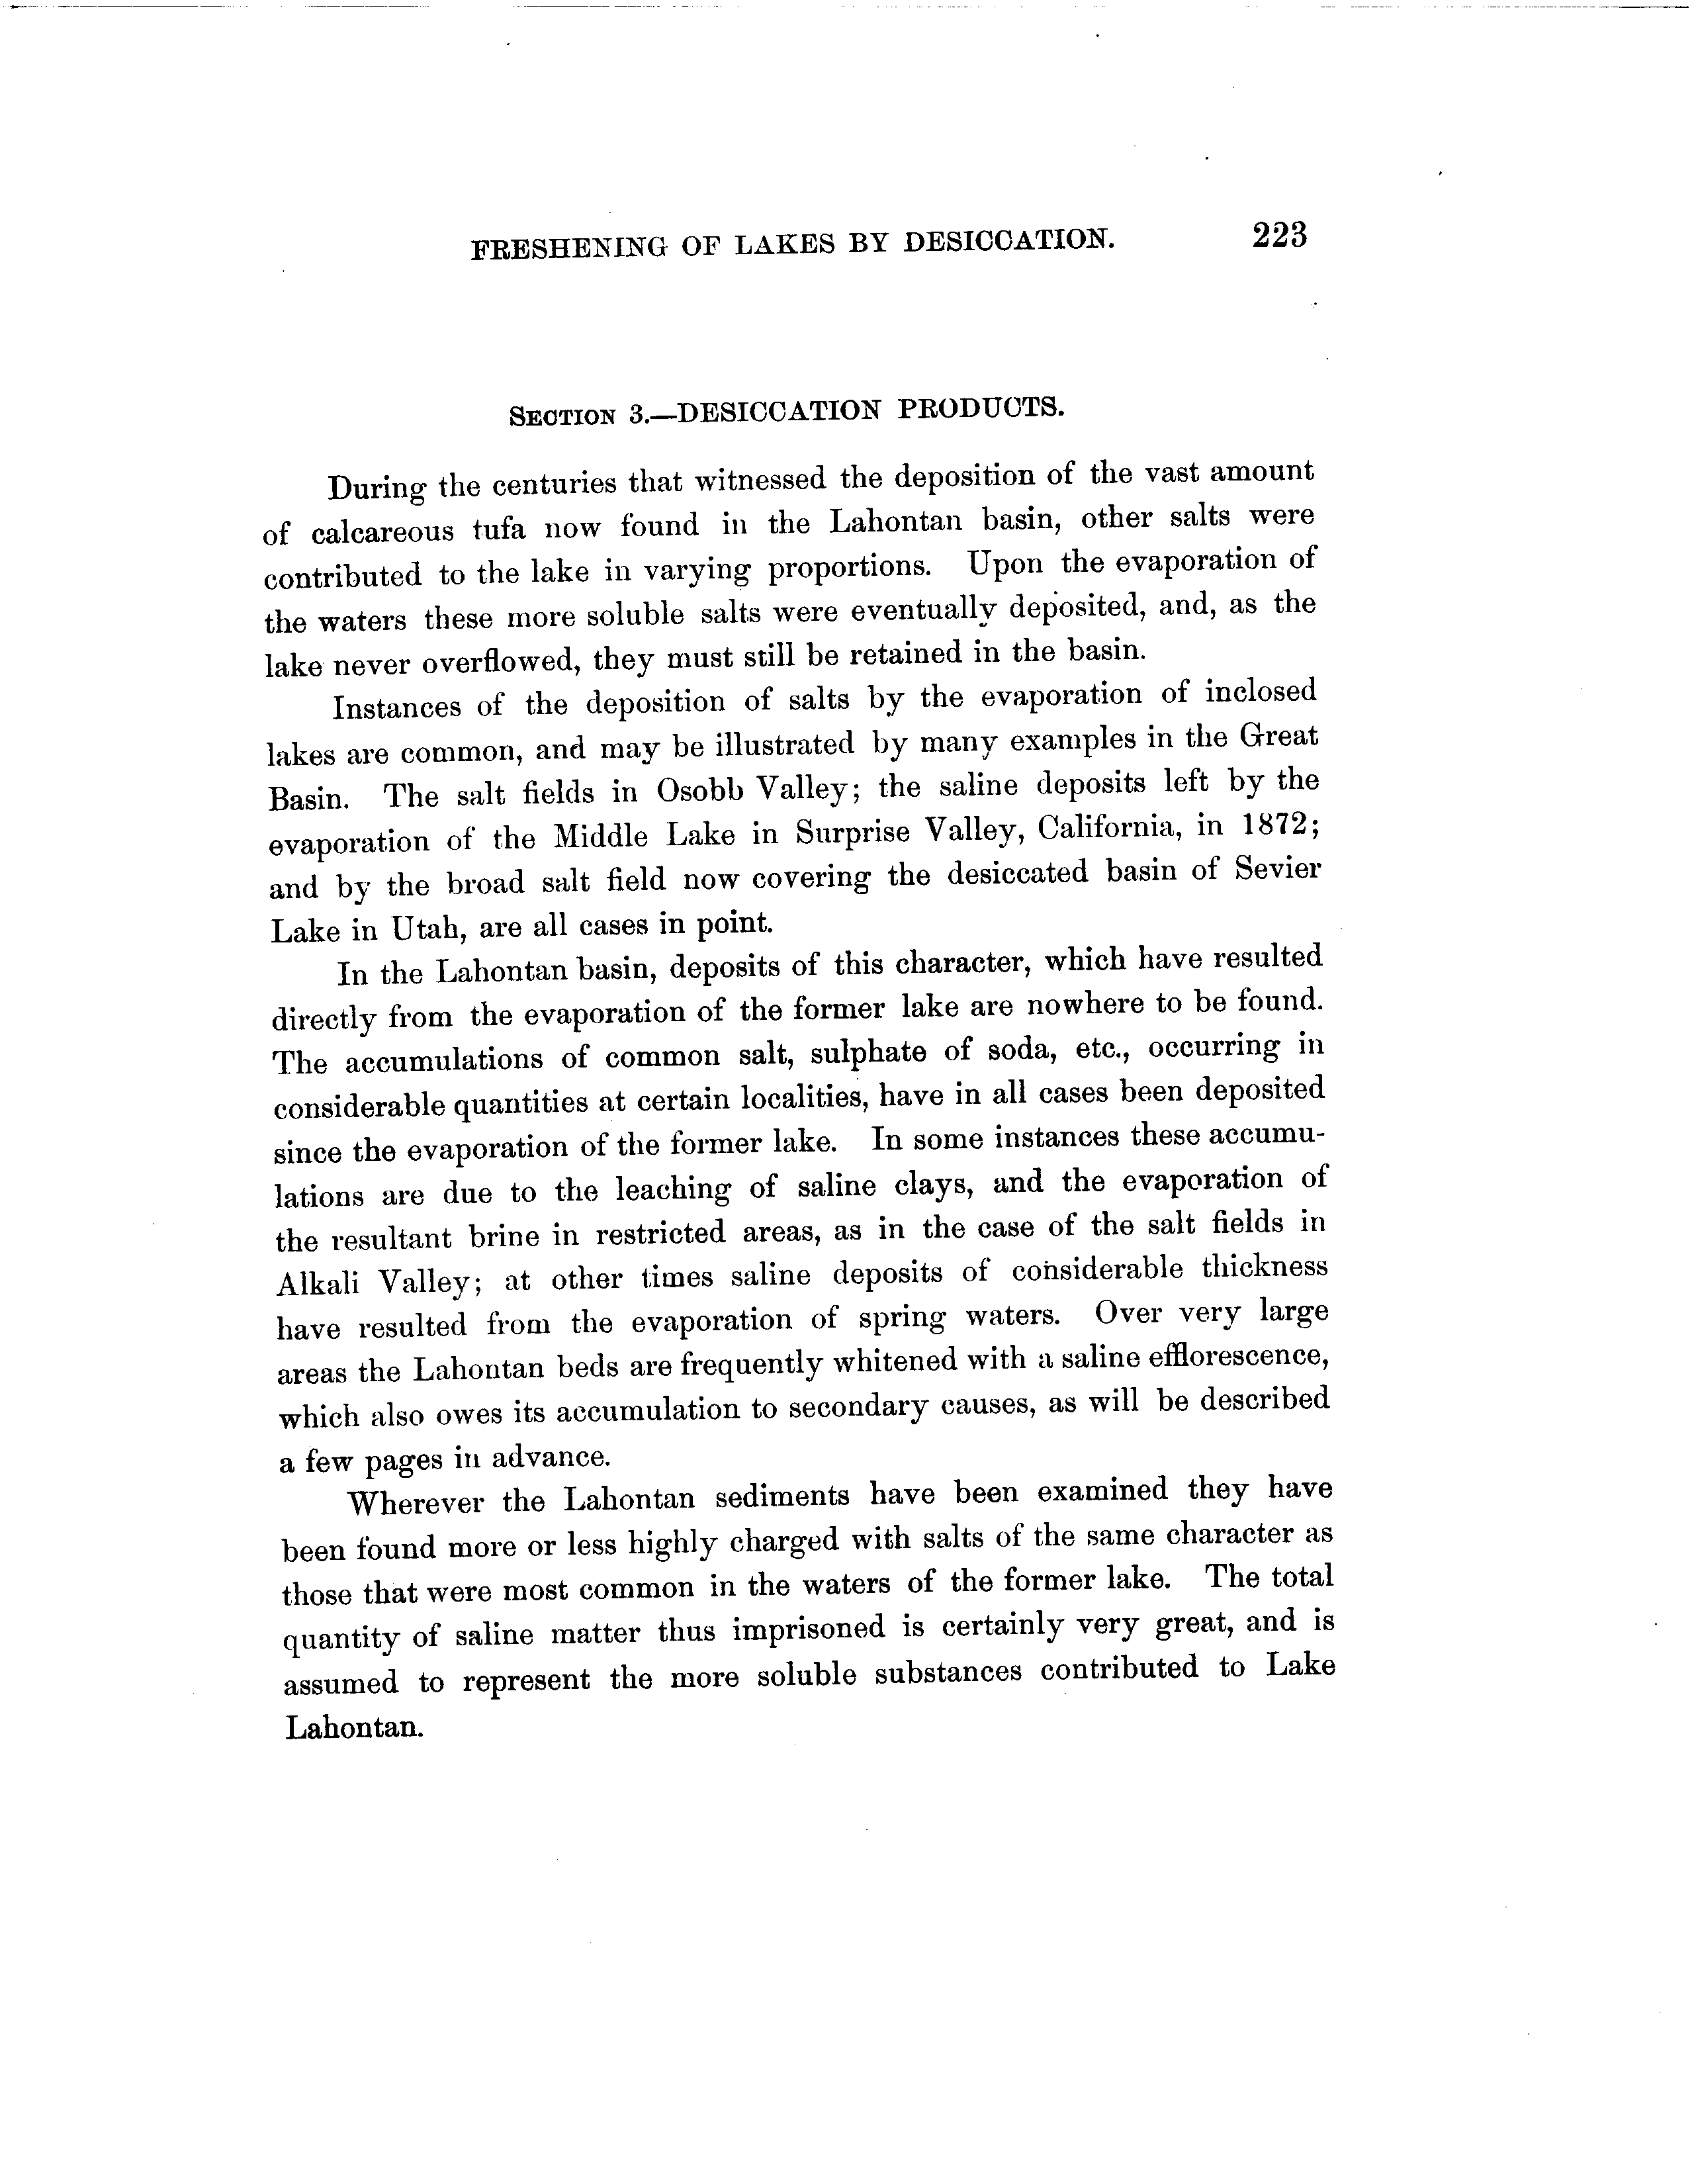 FRESHENING OF LAKES BY DESICCATION. 223
SECTION 3.—DESICCATION PRODUCTS.
During the centuries that witnessed the deposition of the vast amount
of calcareous tufa now found in the Lahontan basin, other salts were
contributed to the lake in varying proportions. Upon the evaporation of
the waters these more soluble salts were eventually deposited, and, as the
lake never overflowed, they must still be retained in the basin.
Instances of the deposition of salts by the evaporation of inclosed
lakes are common, and may be illustrated by many examples in the Great
Basin. The salt fields in Osobb Valley; the saline deposits left by the
evaporation of the Middle Lake in Surprise Valley, California, in 1872;
and by the broad salt field now covering the desiccated basin of Sevier
Lake in Utah, are all cases in point.
In the Lahontan basin, deposits of this character, which have resulted
directly from the evaporation of the former lake are nowhere to be found.
The accumulations of common salt, sulphate of soda, etc., occurring in
considerable quantities at certain localities, have in all cases been deposited
since the evaporation of the former lake. In some instances these accumu-
lations are due to the leaching of saline clays, and the evaporation of
the resultant brine in restricted areas, as in the case of the salt fields in
Alkali Valley; at other times saline deposits of considerable thickness
have resulted from the evaporation of spring waters. Over very large
areas the Lahontan beds are frequently whitened with a saline efflorescence,
which also owes its accumulation to secondary causes, as will be described
a few pages in advance.
Wherever the Lahontan sediments have been examined they have
been found more or less highly charged with salts of the same character as
those that were most common in the waters of the former lake. The total
quantity of saline matter thus imprisoned is certainly very great, and is
assumed to represent the more soluble substances contributed to Lake
Lahontan.